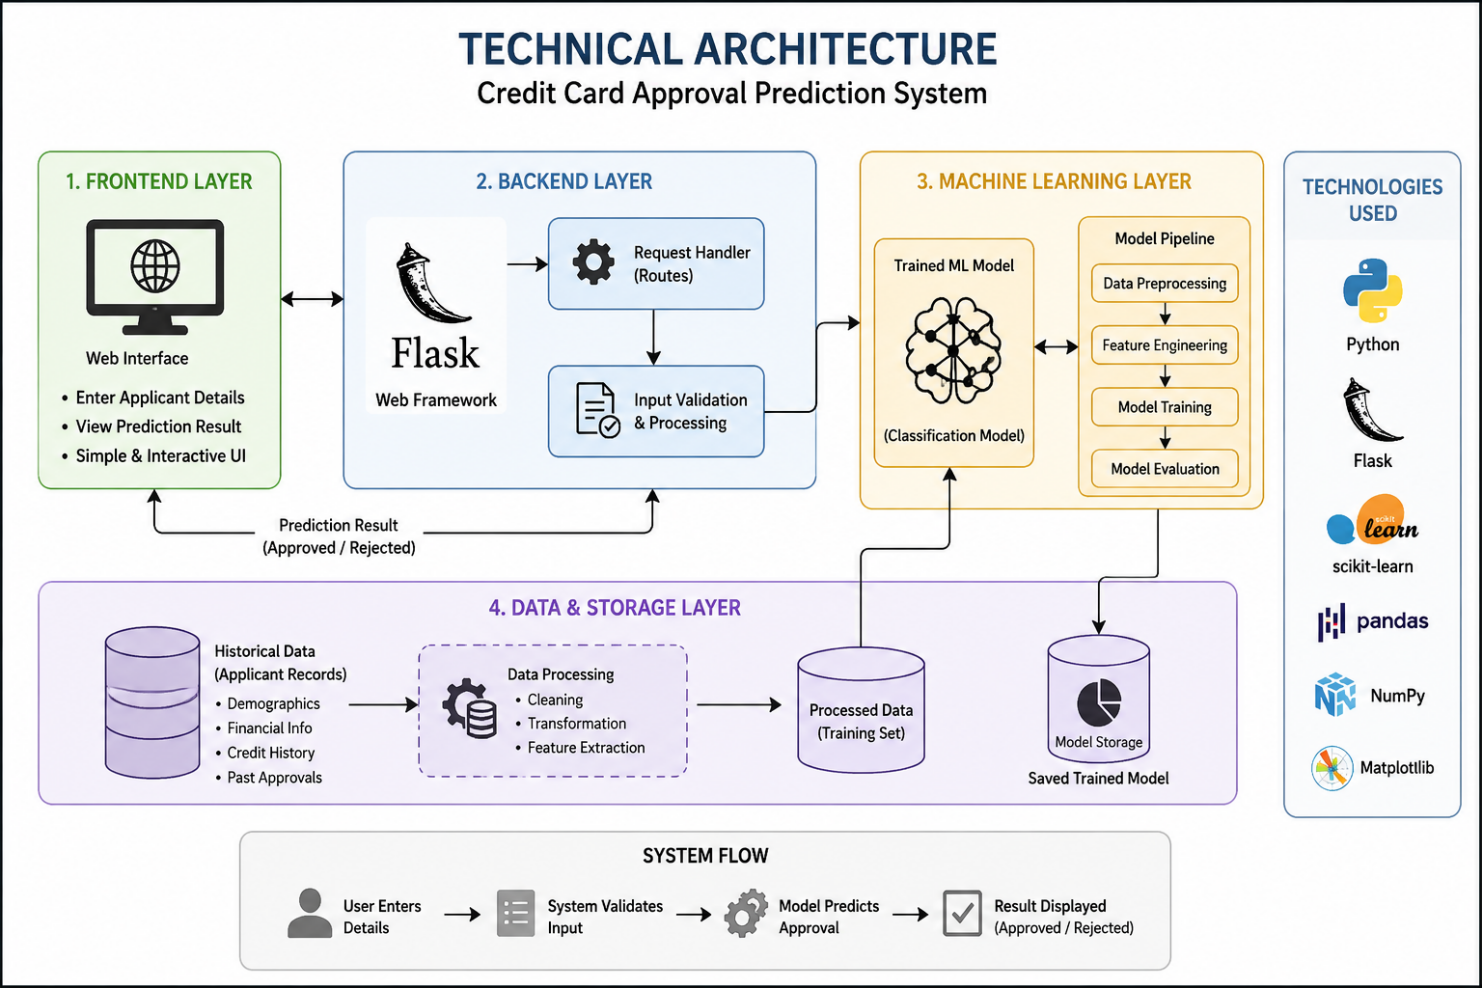 TECHNICAL ARCHITECTURE
Credit Card Approval Prediction System
1. FRONTEND LAYER
Web Interface
• Enter Applicant Details
• View Prediction Result
• Simple & Interactive UI
2. BACKEND LAYER
Flask
Web Framework
Request Handler
(Routes)
Input Validation
& Processing
Prediction Result
(Approved / Rejected)
3. MACHINE LEARNING LAYER
Trained ML Model
(Classification Model)
Model Pipeline
Data Preprocessing
Feature Engineering
Model Training
Model Evaluation
TECHNOLOGIES
USED
Python
Flask
scikit
learn
scikit-learn
pandas
NumPy
Matplottlib
4. DATA & STORAGE LAYER
Historical Data
(Applicant Records)
• Demographics
• Financial Info
• Credit History
• Past Approvals
Data Processing
• Cleaning
• Transformation
• Feature Extraction
Processed Data
(Training Set)
Model Storage
Saved Trained Model
SYSTEM FLOW
User Enters
Details
System Validates
Input
Model Predicts
Approval
Result Displayed
(Approved / Rejected)